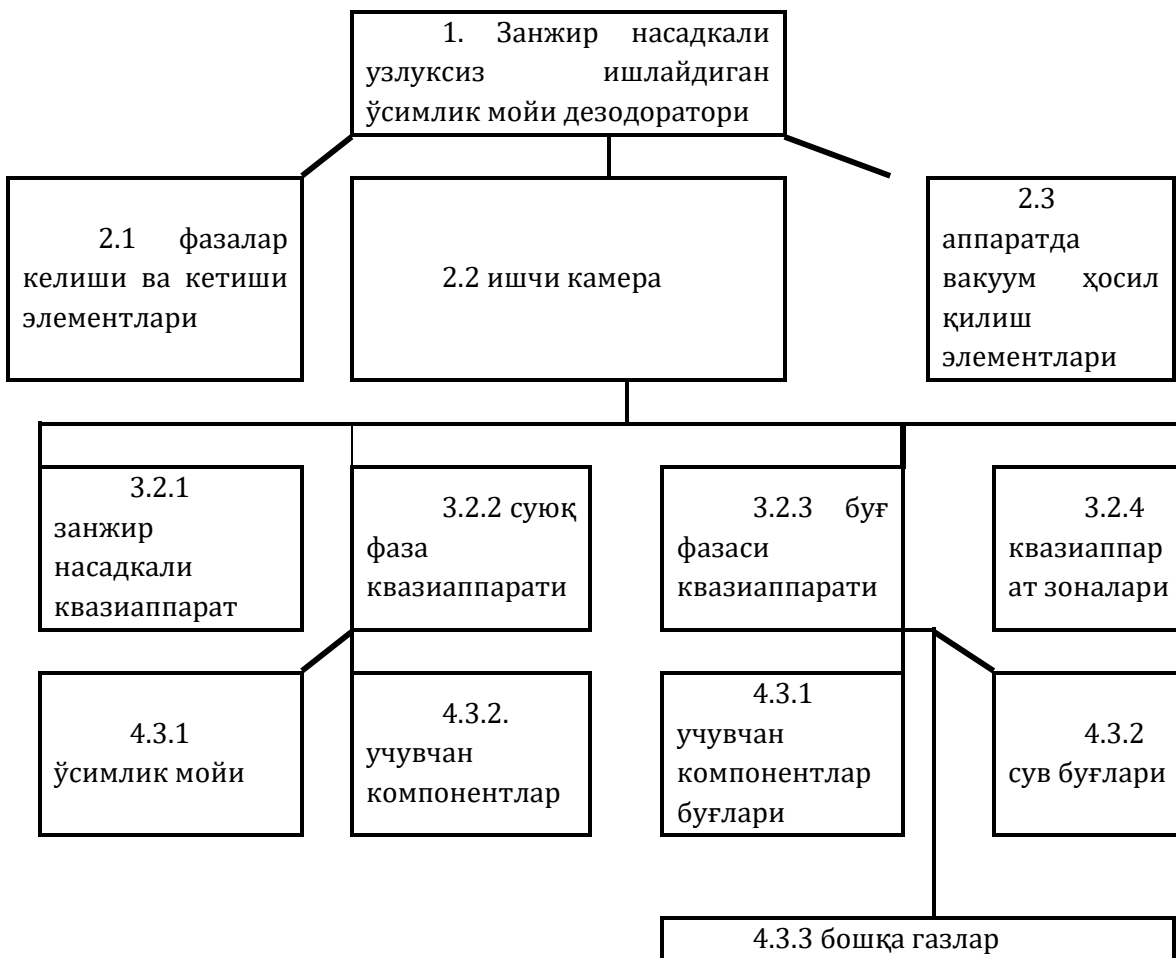 1. Занжир насадкали
узлуксиз ишлайдиган
ўсимлик мойи дезодоратори
2.1 фазалар
келиши ва кетиши
элементлари
2.2 ишчи камера
2.3
аппаратда
вакуум ҳосил
қилиш
элементлари
3.2.1
занжир
насадкали
квазиаппарат
3.2.2 суюқ
фаза
квазиаппарати
3.2.3 буғ
фазаси
квазиаппарати
3.2.4
квазиаппар
ат зоналари
4.3.1
ўсимлик мойи
4.3.2.
учувчан
компонентлар
4.3.1
учувчан
компонентлар
буғлари
4.3.2
сув буғлари
4.3.3 бошқа газлар